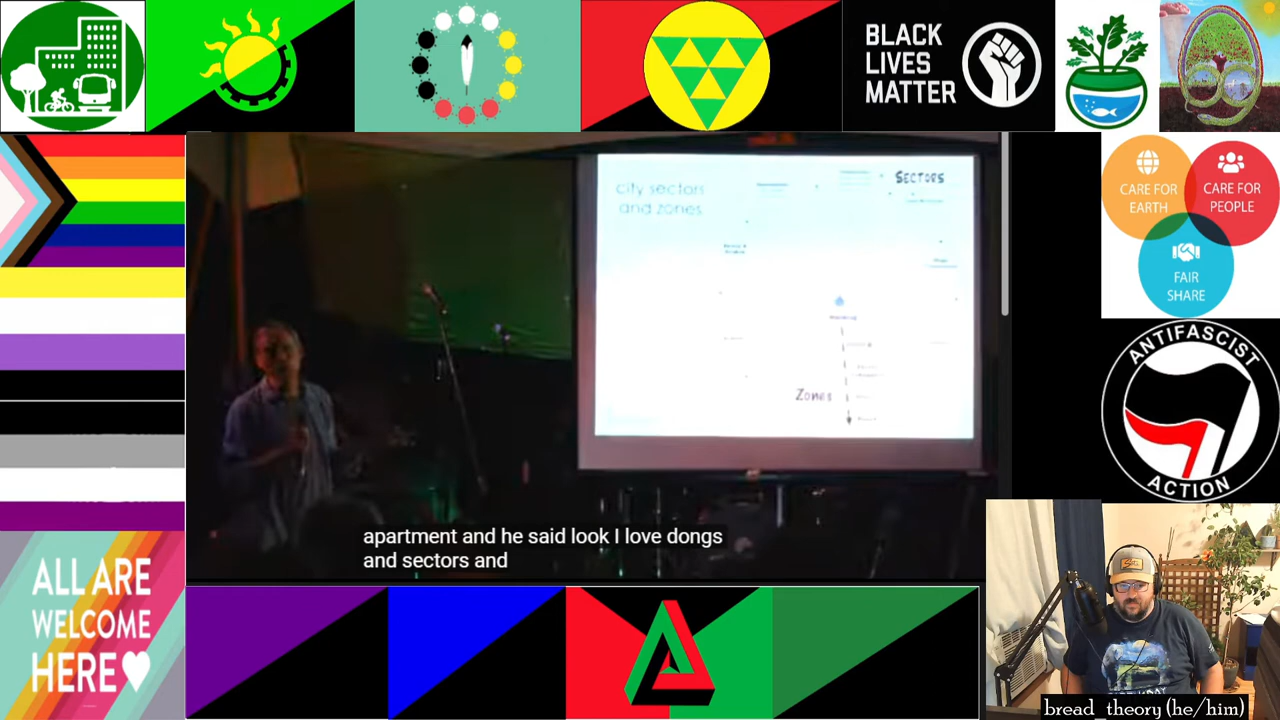 BLACK
LIVES
MATTER
city sectors
and zones
SECTORS
Zones
CARE FOR
EARTH
CARE FOR
PEOPLE
FAIR
SHARE
ANTIFASCIST
ACTION
apartment and he said look I love dongs
and sectors and
ALL ARE
WELCOME
HERE
bread_theory (he/him)